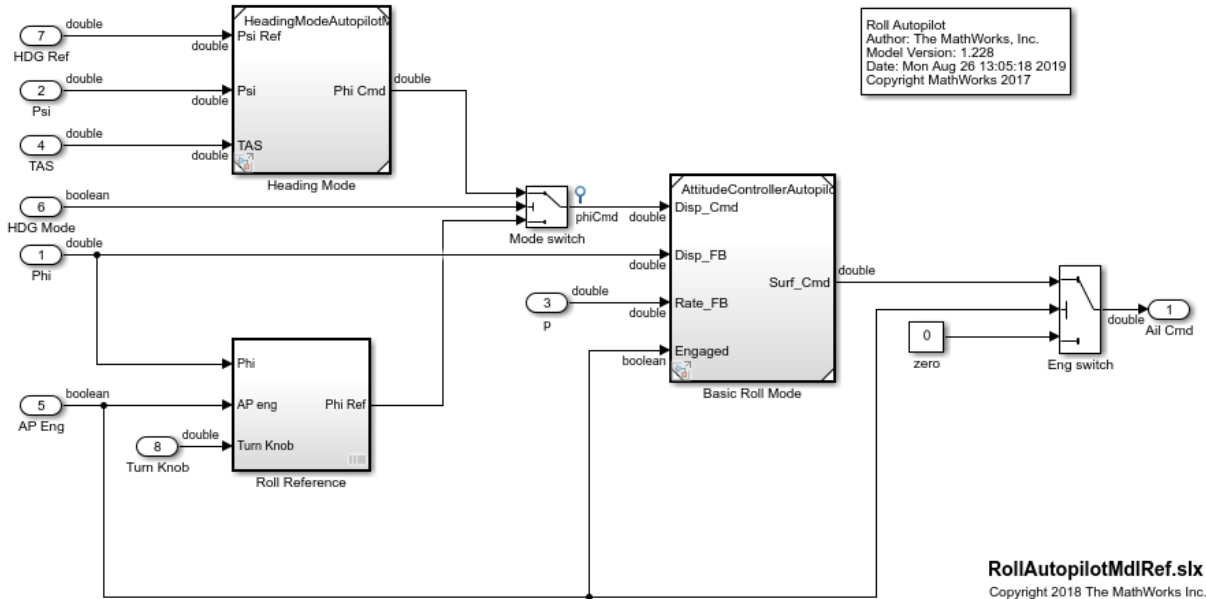 double
7
HDG Ref
double
2
Psi
double
4
TAS
HeadingModeAutopilotM
double
Psi Ref
double
Psi
double
TAS
Phi Cmd
double
Heading Mode
Roll Autopilot
Author: The MathWorks, Inc.
Model Version: 1.228
Date: Mon Aug 26 13:05:18 2019
Copyright MathWorks 2017
boolean
6
HDG Mode
double
1
Phi
phiCmd
Mode switch
double
3
p
AttitudeControllerAutopilo
double
Disp_Cmd
double
Disp_FB
double
Rate_FB
boolean
Engaged
Surf_Cmd
double
Basic Roll Mode
0
zero
Eng switch
double
1
Ail Cmd
boolean
5
AP Eng
double
8
Turn Knob
Phi
AP eng
Turn Knob
Phi Ref
Roll Reference
RollAutopilotMdlRef.slx
Copyright 2018 The MathWorks Inc.